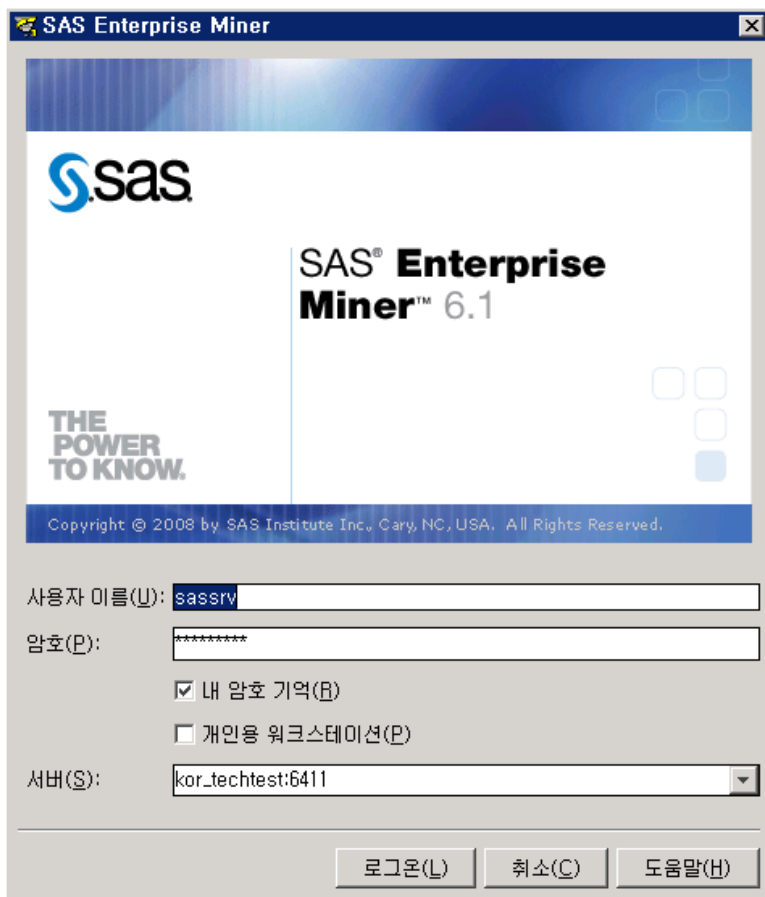 SAS Enterprise Miner
sas
SAS® Enterprise
Miner™ 6.1
THE
POWER
TO KNOW.
Copyright © 2008 by SAS Institute Inc., Cary, NC, USA. All Rights Reserved.
사용자 이름(U): sassrv
암호(P): *********
내 암호 기억(R)
개인용 워크스테이션(P)
서버(S): kor_techtest:6411
로그온(L) 취소(C) 도움말(H)